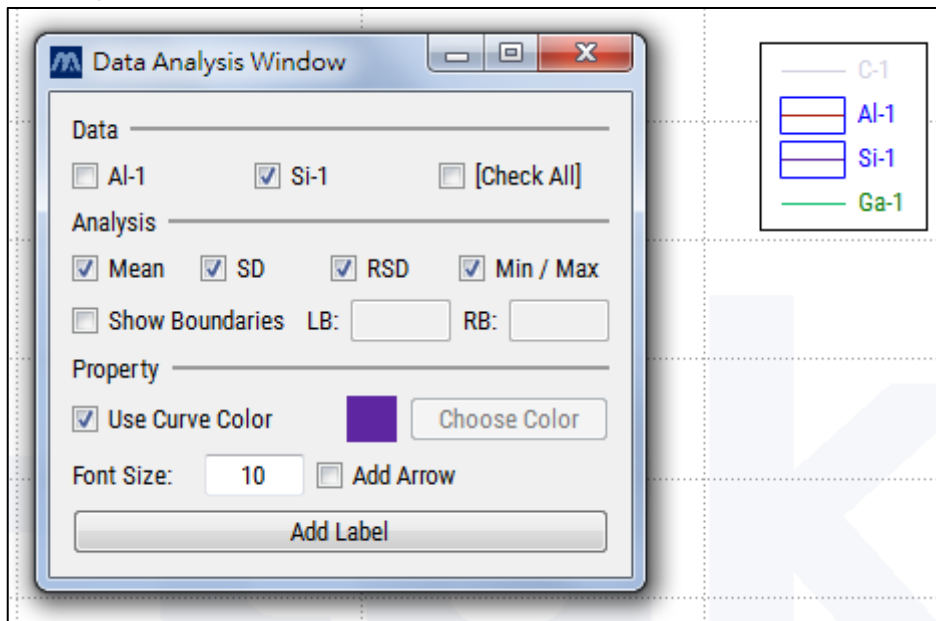 Data Analysis Window
Data
Al-1 Si-1 [Check All]
Analysis
Mean SD RSD Min / Max
Show Boundaries LB: RB:
Property
Use Curve Color Choose Color
Font Size: 10 Add Arrow
Add Label
C-1
Al-1
Si-1
Ga-1